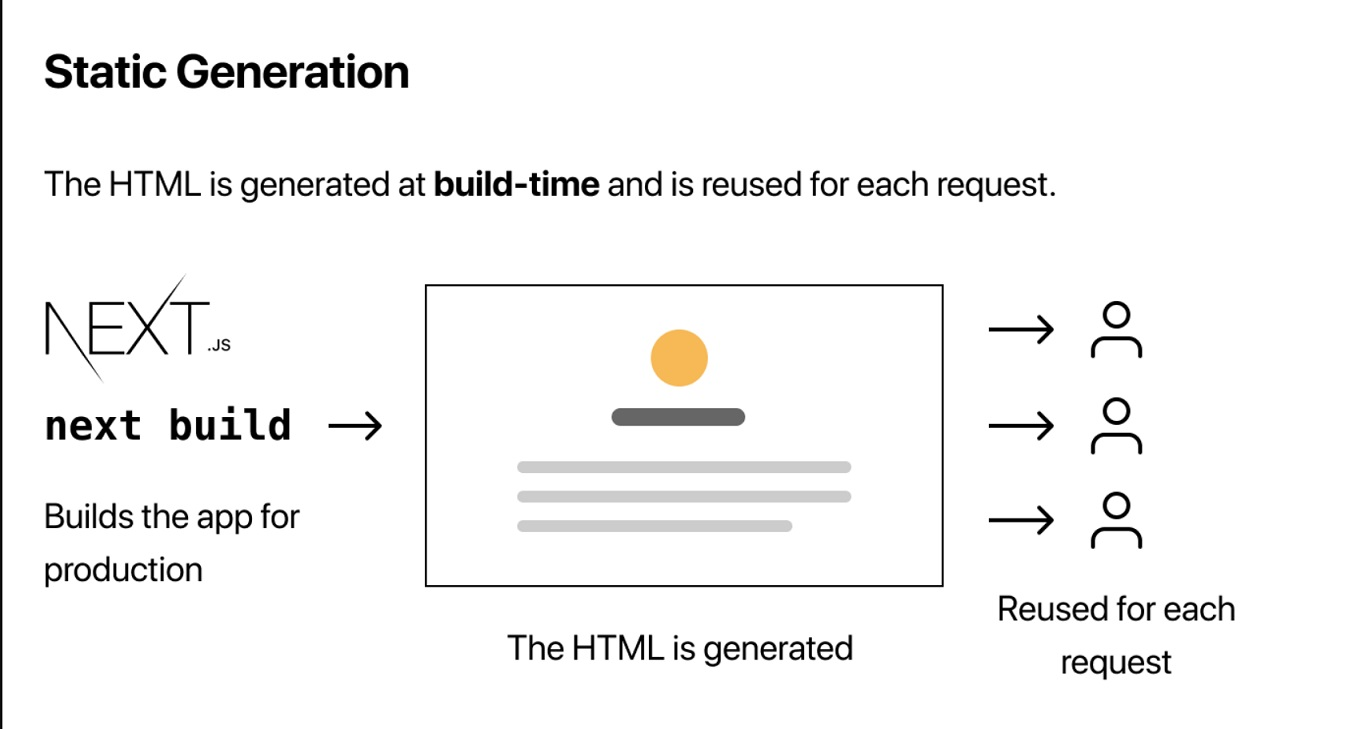 Static Generation
The HTML is generated at build-time and is reused for each request.
NEXT.JS
next build
Builds the app for
production
The HTML is generated
Reused for each
request